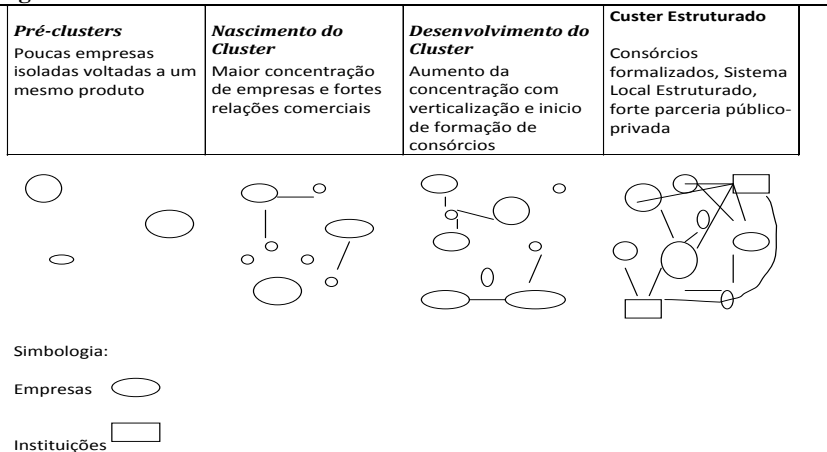 Pré-clusters
Poucas empresas
isoladas voltadas a um
mesmo produto
Nascimento do
Cluster
Maior concentração
de empresas e fortes
relações comerciais
Desenvolvimento do
Cluster
Aumento da
concentração com
verticalização e inicio
de formação de
consórcios
Custer Estruturado
Consórcios
formalizados, Sistema
Local Estruturado,
forte parceria público-
privada
Simbologia:
Empresas
Instituições